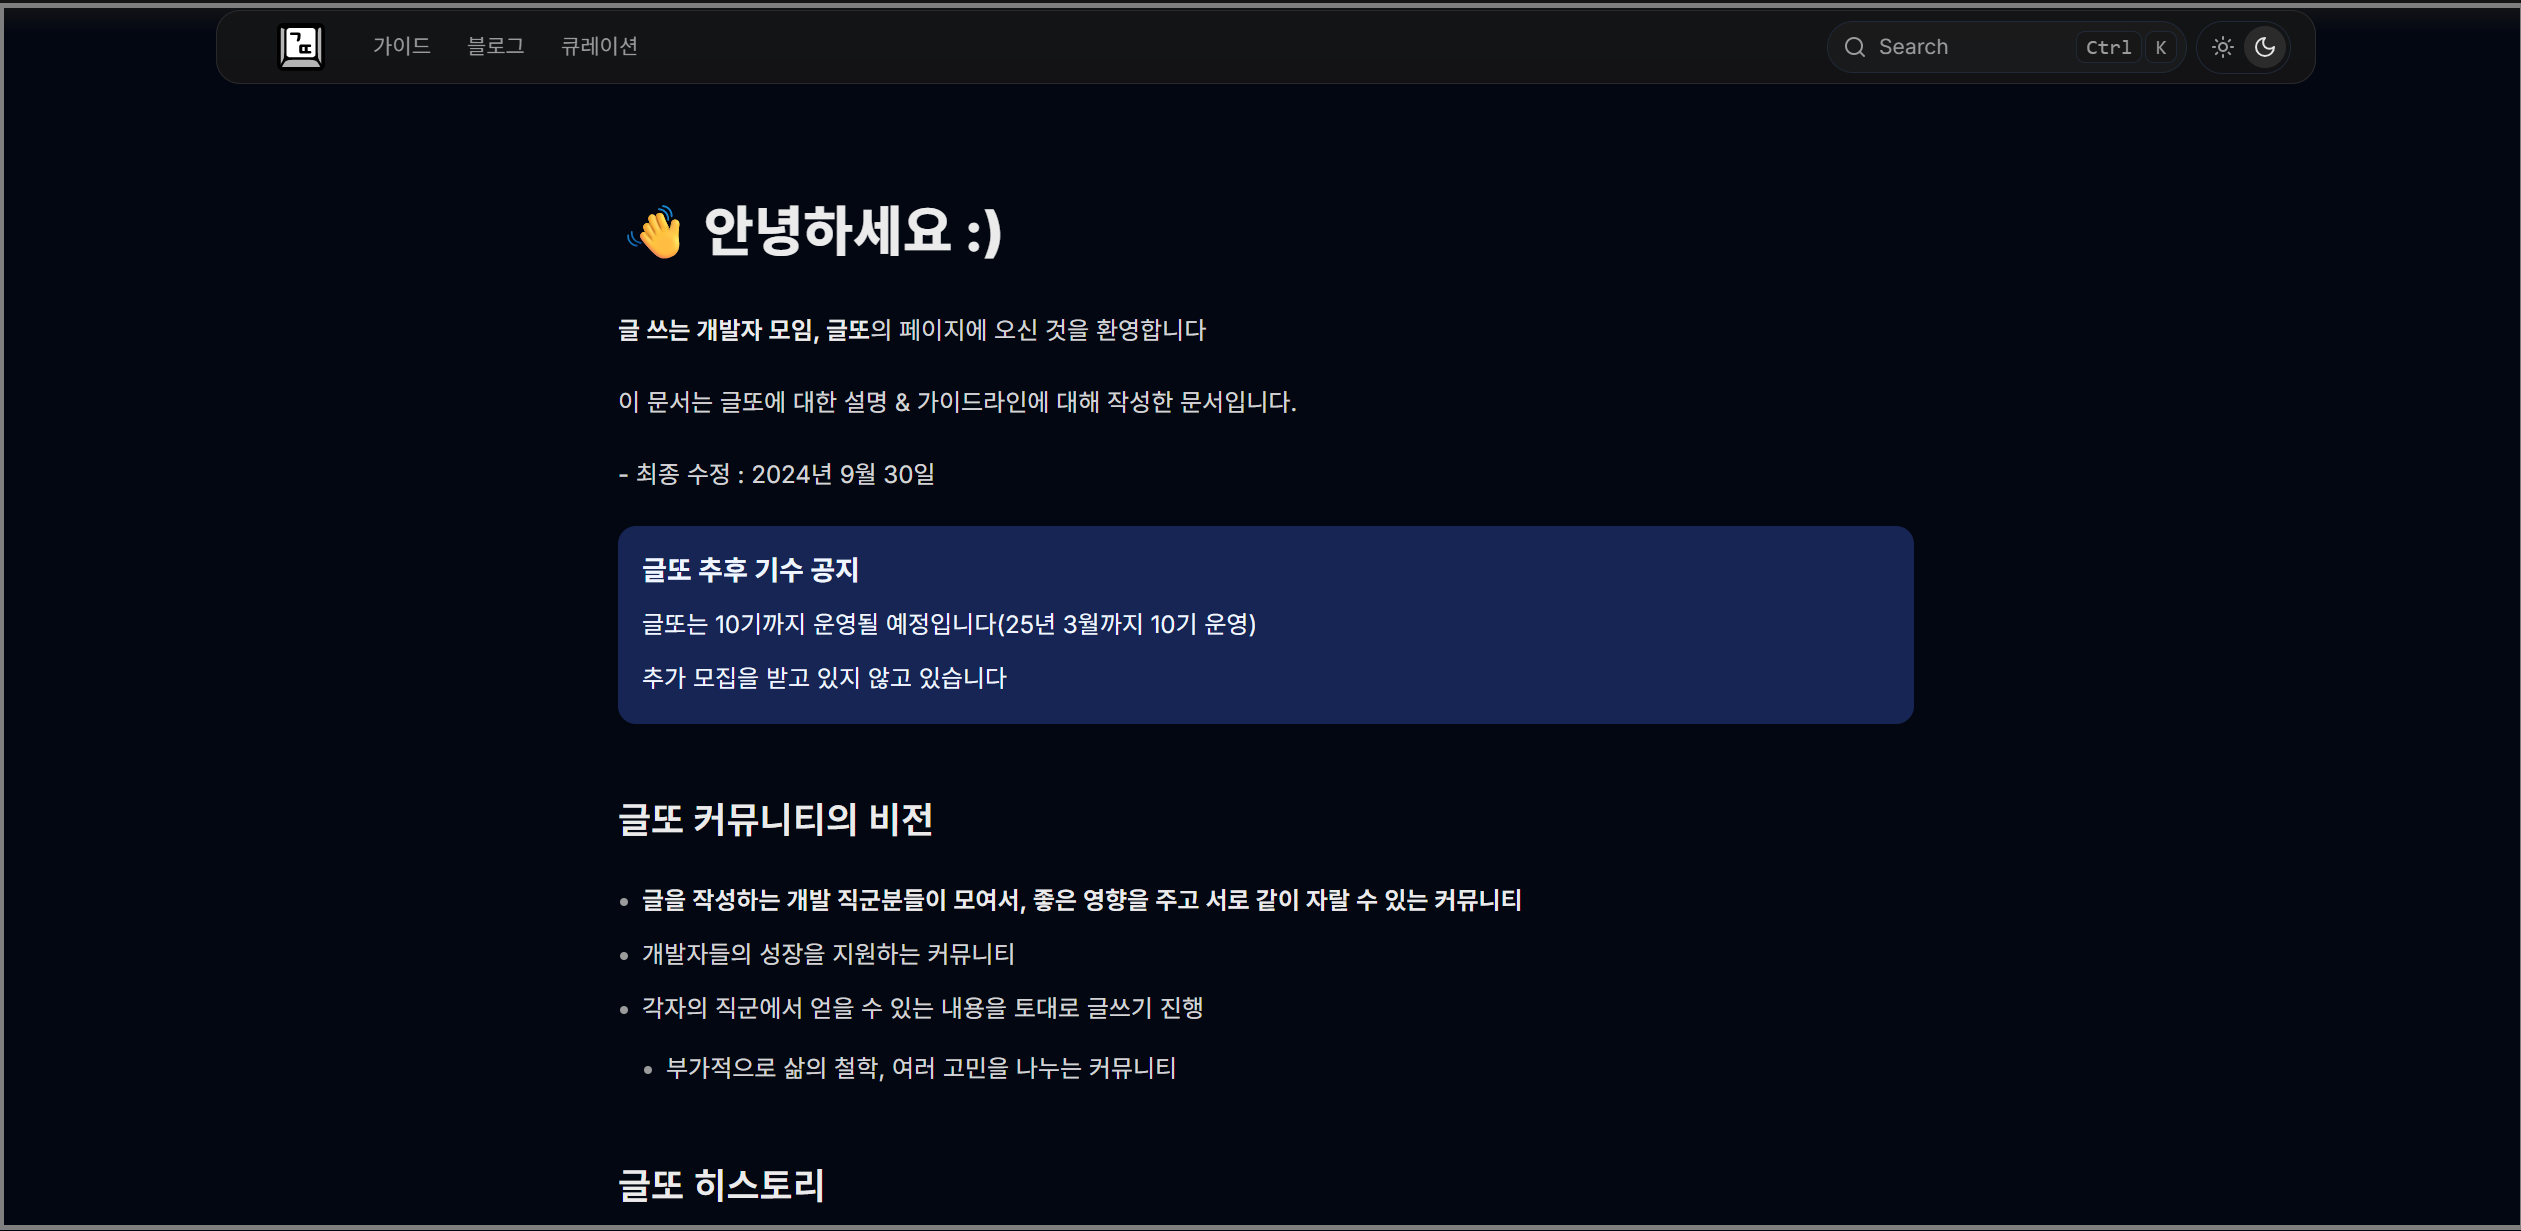 가이드 블로그 큐레이션 Search Ctrl K
👋 안녕하세요 :)
글 쓰는 개발자 모임, 글또의 페이지에 오신 것을 환영합니다
이 문서는 글또에 대한 설명 & 가이드라인에 대해 작성한 문서입니다.
- 최종 수정 : 2024년 9월 30일
글또 추후 기수 공지
글또는 10기까지 운영될 예정입니다(25년 3월까지 10기 운영)
추가 모집을 받고 있지 않고 있습니다
글또 커뮤니티의 비전
• 글을 작성하는 개발 직군분들이 모여서, 좋은 영향을 주고 서로 같이 자랄 수 있는 커뮤니티
• 개발자들의 성장을 지원하는 커뮤니티
• 각자의 직군에서 얻을 수 있는 내용을 토대로 글쓰기 진행
• 부가적으로 삶의 철학, 여러 고민을 나누는 커뮤니티
글또 히스토리